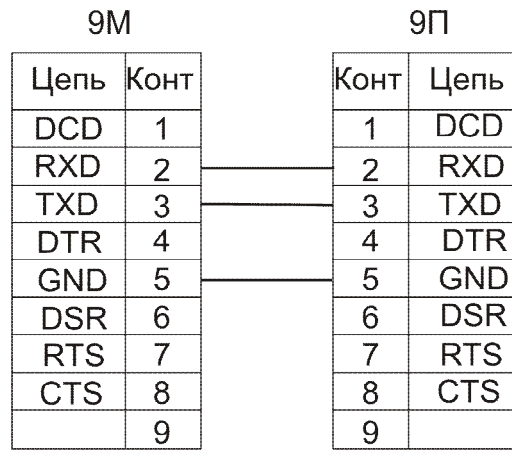 9М 9П
Цепь Конт Конт Цепь
DCD 1 1 DCD
RXD 2 2 RXD
TXD 3 3 TXD
DTR 4 4 DTR
GND 5 5 GND
DSR 6 6 DSR
RTS 7 7 RTS
CTS 8 8 CTS
9 9